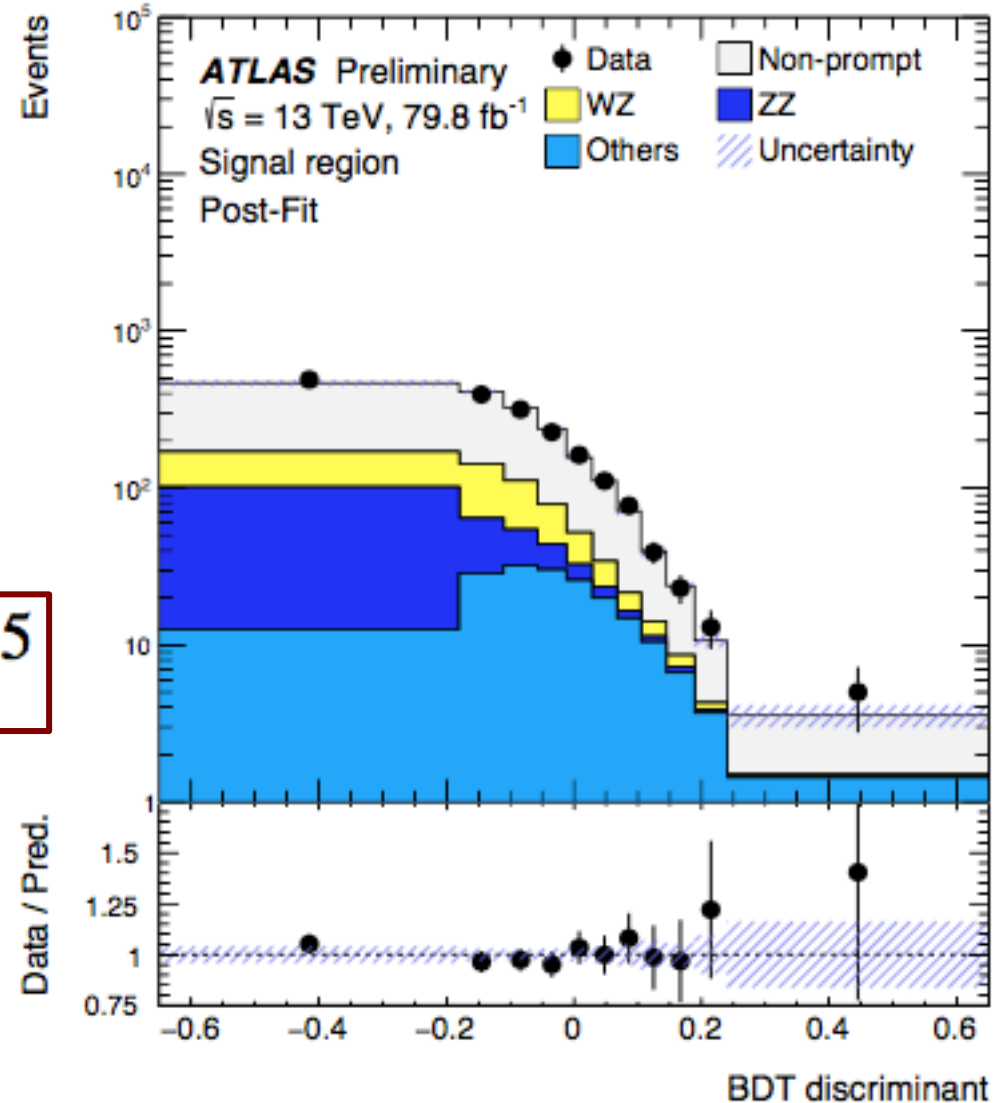 Events
10⁵
10⁴
10³
10²
10
1
ATLAS Preliminary
√s = 13 TeV, 79.8 fb⁻¹
Signal region
Post-Fit
Data
Non-prompt
WZ
ZZ
Others
Uncertainty
5
Data / Pred.
1.5
1.25
1
0.75
−0.6 −0.4 −0.2 0 0.2 0.4 0.6
BDT discriminant